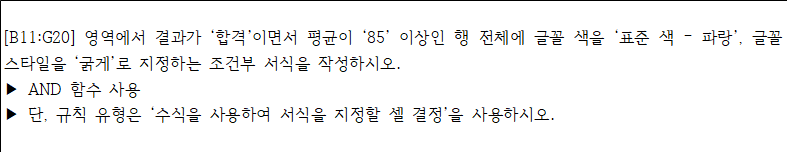 [B11:G20] 영역에서 결과가 ‘합격’이면서 평균이 ‘85’ 이상인 행 전체에 글꼴 색을 ‘표준 색 - 파랑’, 글꼴
스타일을 ‘굵게’로 지정하는 조건부 서식을 작성하시오.
▶ AND 함수 사용
▶ 단, 규칙 유형은 ‘수식을 사용하여 서식을 지정할 셀 결정’을 사용하시오.